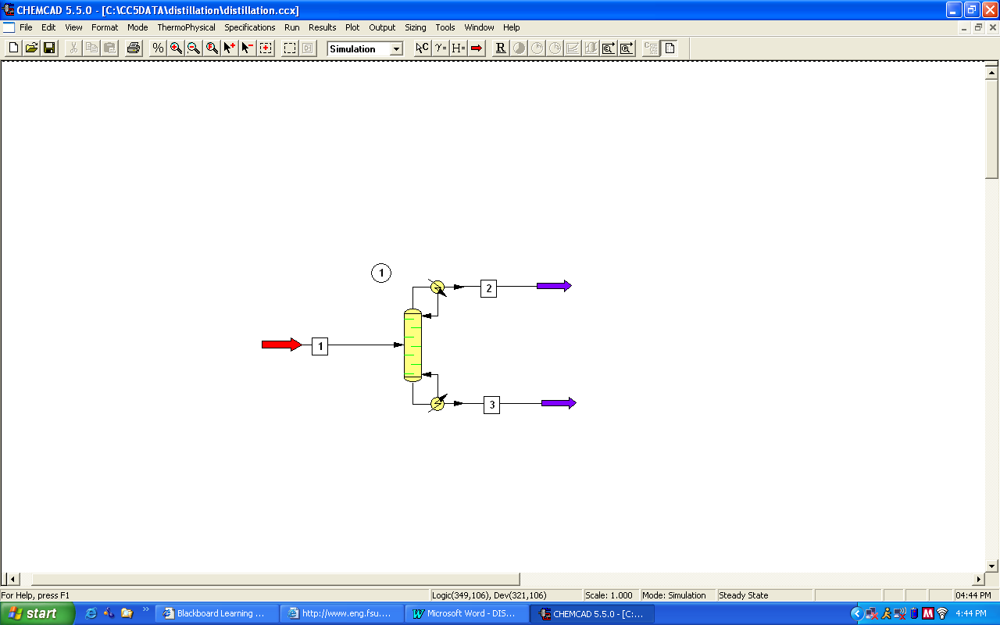 CHEMCAD 5.5.0 - [C:\CC5DATA\distillation\distillation.ccx]
File Edit View Format Mode ThermoPhysical Specifications Run Results Plot Output Sizing Tools Window Help
% Simulation C γ= H= R
1
2
1
3
For Help, press F1 Logic(349,106), Dev(321,106) Scale: 1.000 Mode: Simulation Steady State 04:44 PM
start Blackboard Learning ... http://www.eng.fsu.... Microsoft Word - DIS... CHEMCAD 5.5.0 - [C:... M 4:44 PM